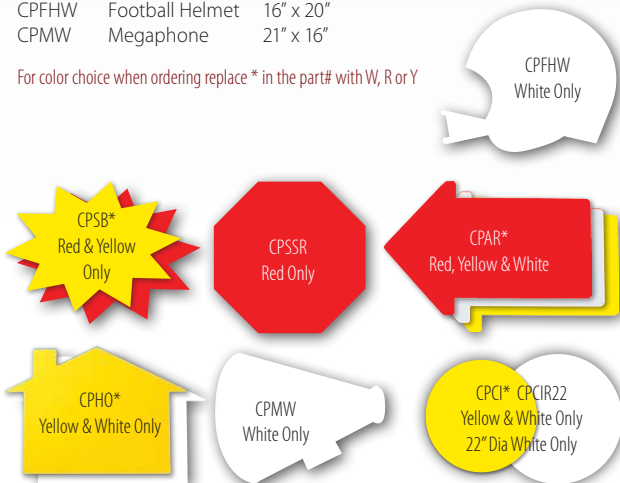 CPFHW Football Helmet 16” x 20”
CPMW Megaphone 21” x 16”
For color choice when ordering replace * in the part# with W, R or Y
CPFHW
White Only
CPSB*
Red & Yellow
Only
CPSSR
Red Only
CPAR*
Red, Yellow & White
CPHO*
Yellow & White Only
CPMW
White Only
CPCI* CPCIR22
Yellow & White Only
22” Dia White Only